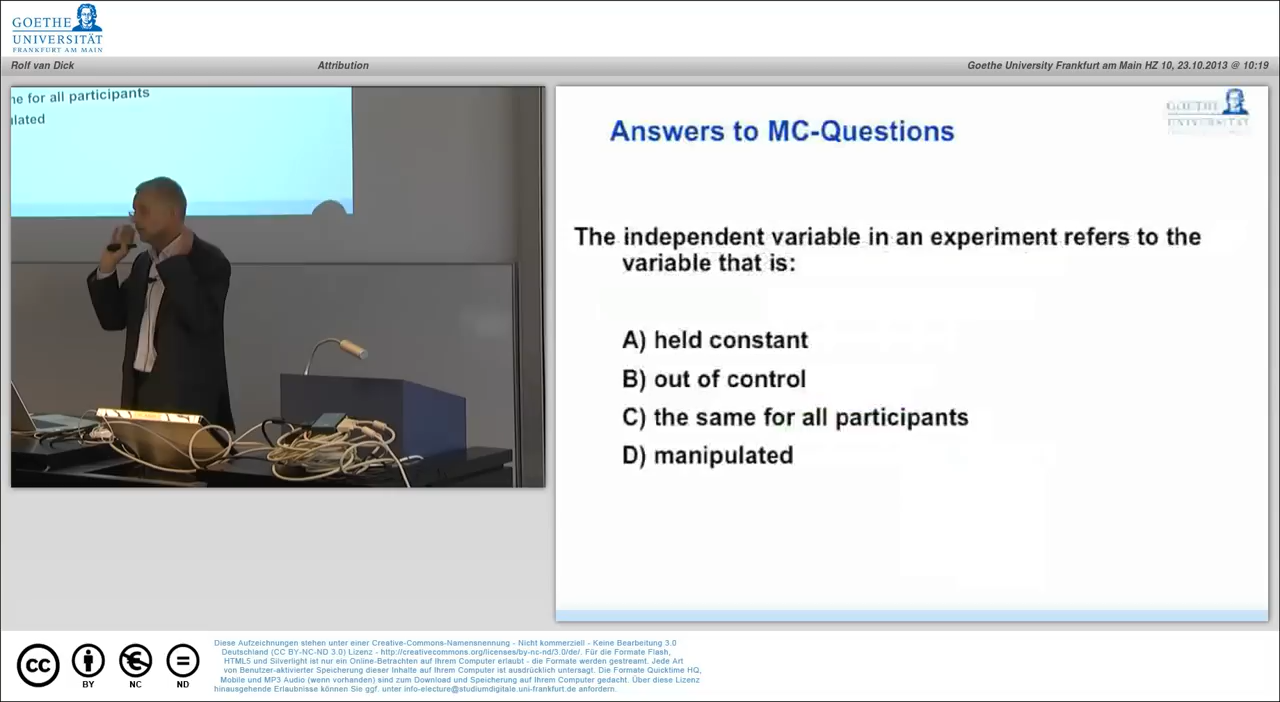 GOETHE
UNIVERSITÄT
FRANKFURT AM MAIN
Rolf van Dick
Attribution
Goethe University Frankfurt am Main HZ 10, 23.10.2013 @ 10:19
ne for all participants
ulated
GOETHE
UNIVERSITÄT
Answers to MC-Questions
The independent variable in an experiment refers to the
variable that is:
A) held constant
B) out of control
C) the same for all participants
D) manipulated
cc
BY
NC
ND
Diese Aufzeichnungen stehen unter einer Creative-Commons-Namensnennung - Nicht kommerziell - Keine Bearbeitung 3.0
Deutschland (CC BY-NC-ND 3.0) Lizenz - http://creativecommons.org/licenses/by-nc-nd/3.0/de/. Für die Formate Flash,
HTML5 und Silverlight ist nur ein Online-Betrachten auf Ihrem Computer erlaubt - die Formate werden gestreamt. Jede Art
von Benutzer-aktivierter Speicherung dieser Inhalte auf Ihrem Computer ist ausdrücklich untersagt. Die Formate Quicktime HQ,
Mobile und MP3 Audio (wenn vorhanden) sind zum Download und Speicherung auf Ihrem Computer gedacht. Über diese Lizenz
hinausgehende Erlaubnisse können Sie ggf. unter info-electure@studiumdigitale.uni-frankfurt.de anfordern.